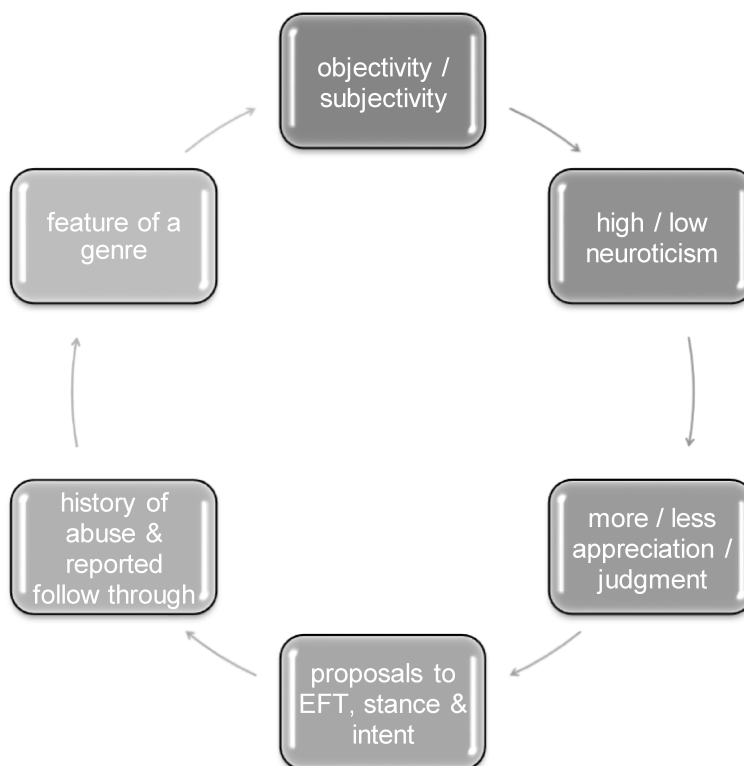 objectivity /
subjectivity
high / low
neuroticism
more / less
appreciation /
judgment
proposals to
EFT, stance &
intent
history of
abuse &
reported
follow through
feature of a
genre